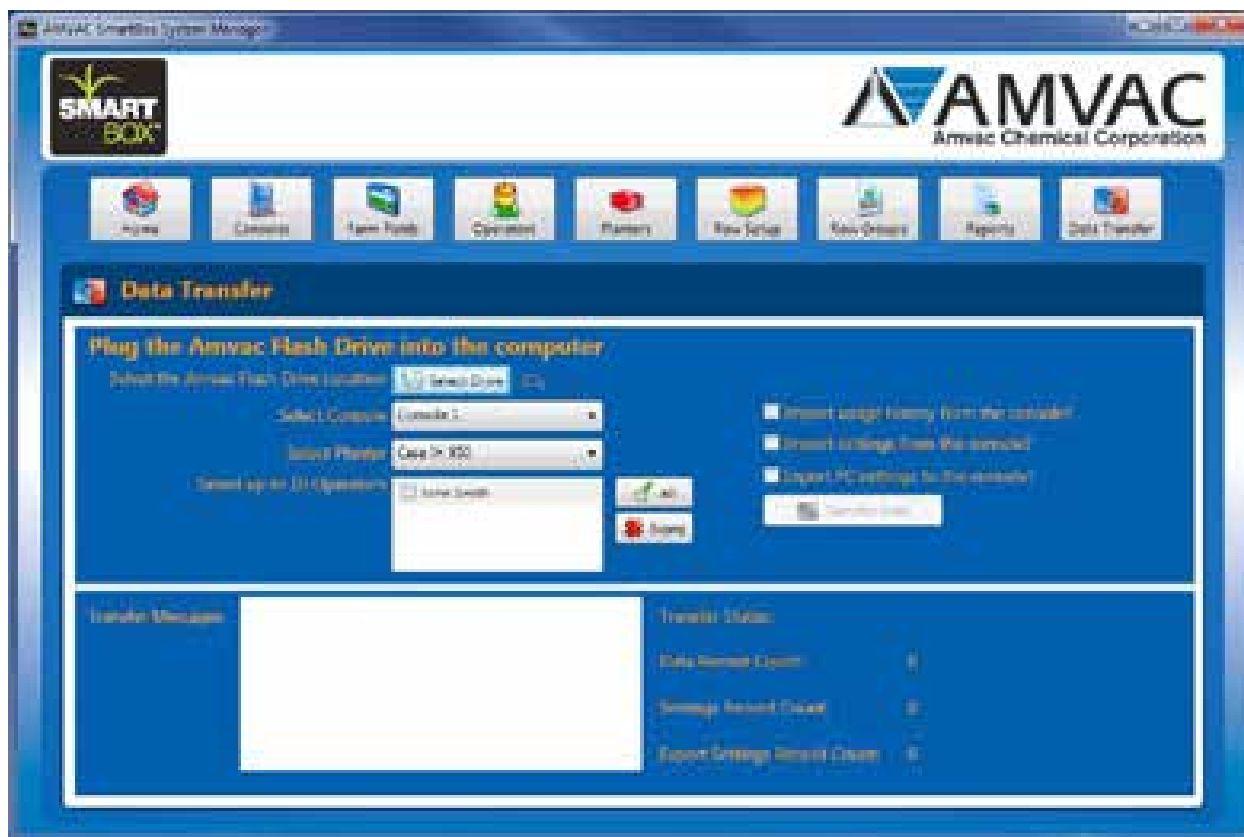 AMVAC SmartBox System Manager
SMART
BOX
AMVAC
Amvac Chemical Corporation
Home
Consoles
Farm Fields
Operators
Planters
Row Setup
Row Groups
Reports
Data Transfer
Data Transfer
Plug the Amvac Flash Drive into the computer
Select the Amvac Flash Drive Location
Select Drive
Select Console
Console 1
Select Planter
Case IH
Select up to 10 Operators
All
Import usage history from the console?
Import settings from the console?
PC settings to the console?
Transfer Data
Transfer Messages
Transfer Status
Data Record Count
0
Settings Record Count
0
Export Settings Record Count
0